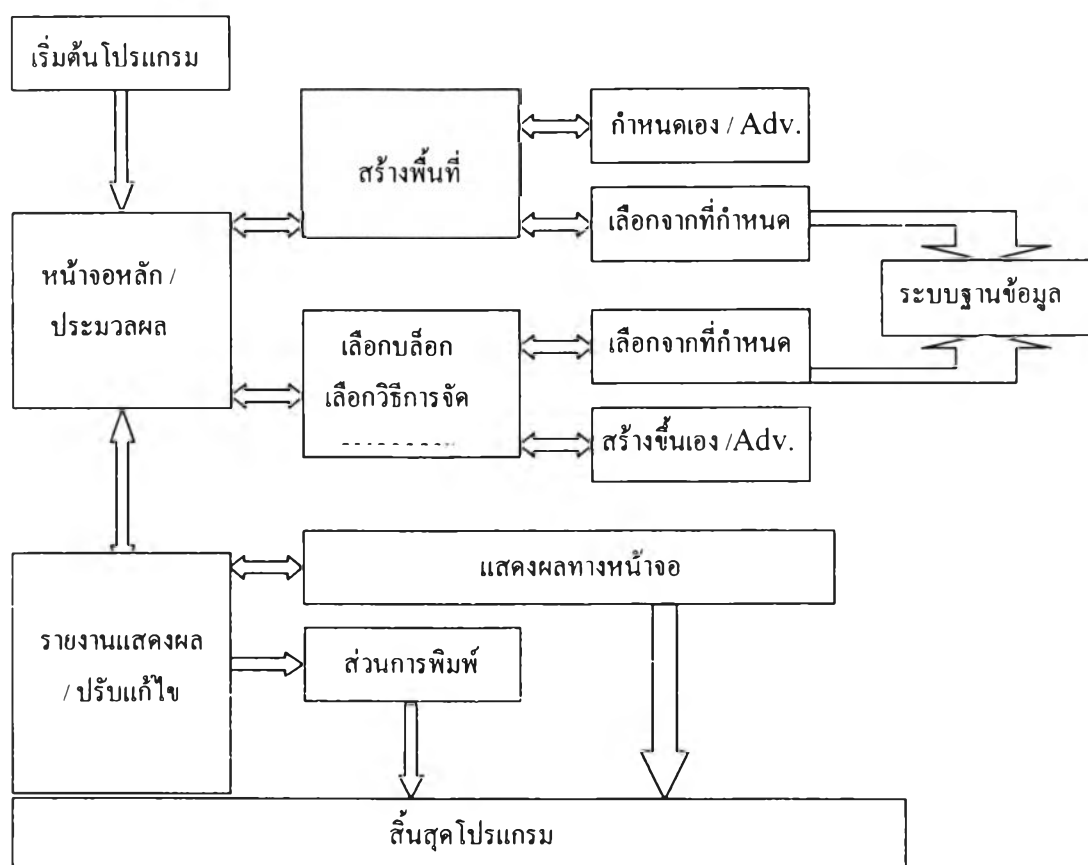 เริ่มต้นโปรแกรม
สร้างพื้นที่
กำหนดเอง / Adv.
เลือกจากที่กำหนด
ระบบฐานข้อมูล
หน้าจอหลัก /
ประมวลผล
เลือกบล็อก
เลือกวิธีการจัด
เลือกจากที่กำหนด
สร้างขึ้นเอง /Adv.
แสดงผลทางหน้าจอ
รายงานแสดงผล
/ ปรับแก้ไข
ส่วนการพิมพ์
สิ้นสุดโปรแกรม